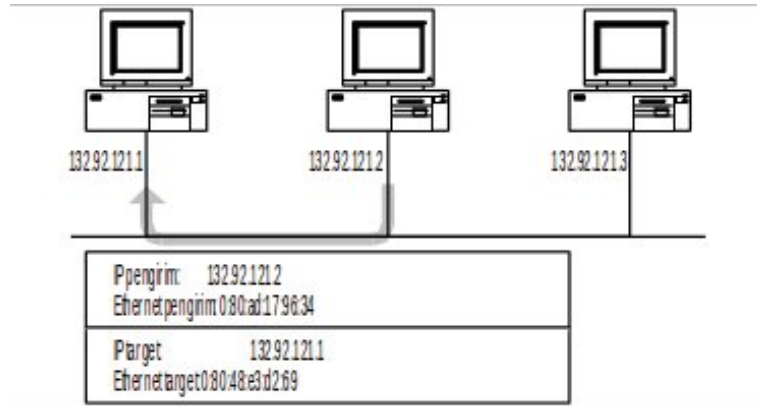 132.92.121.1
132.92.121.2
132.92.121.3
IP pengirim: 132.92.121.2
Ethernet pengirim: 0:80:ad:17:96:34
IP target: 132.92.121.1
Ethernet target: 0:80:48:e3:d2:69